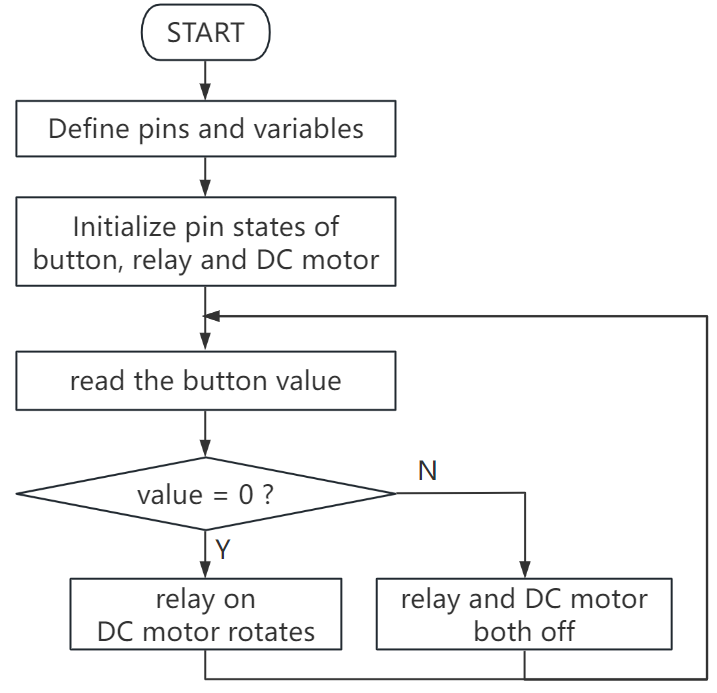 START
Define pins and variables
Initialize pin states of
button, relay and DC motor
read the button value
value = 0 ?
N
Y
relay on
DC motor rotates
relay and DC motor
both off